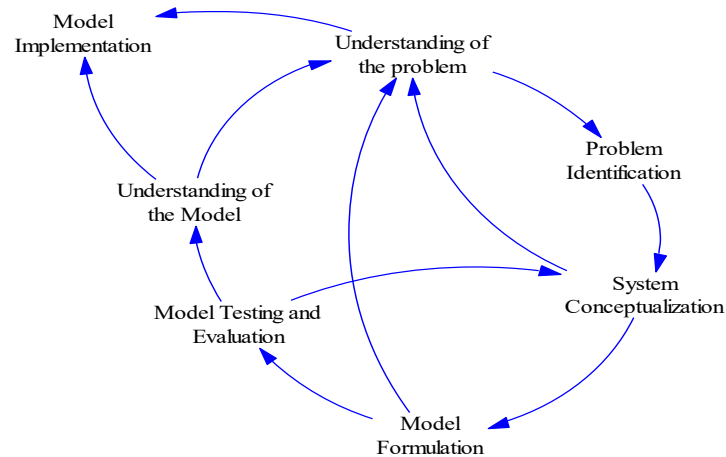 Model
Implementation
Understanding of
the problem
Problem
Identification
Understanding of
the Model
System
Conceptualization
Model Testing and
Evaluation
Model
Formulation